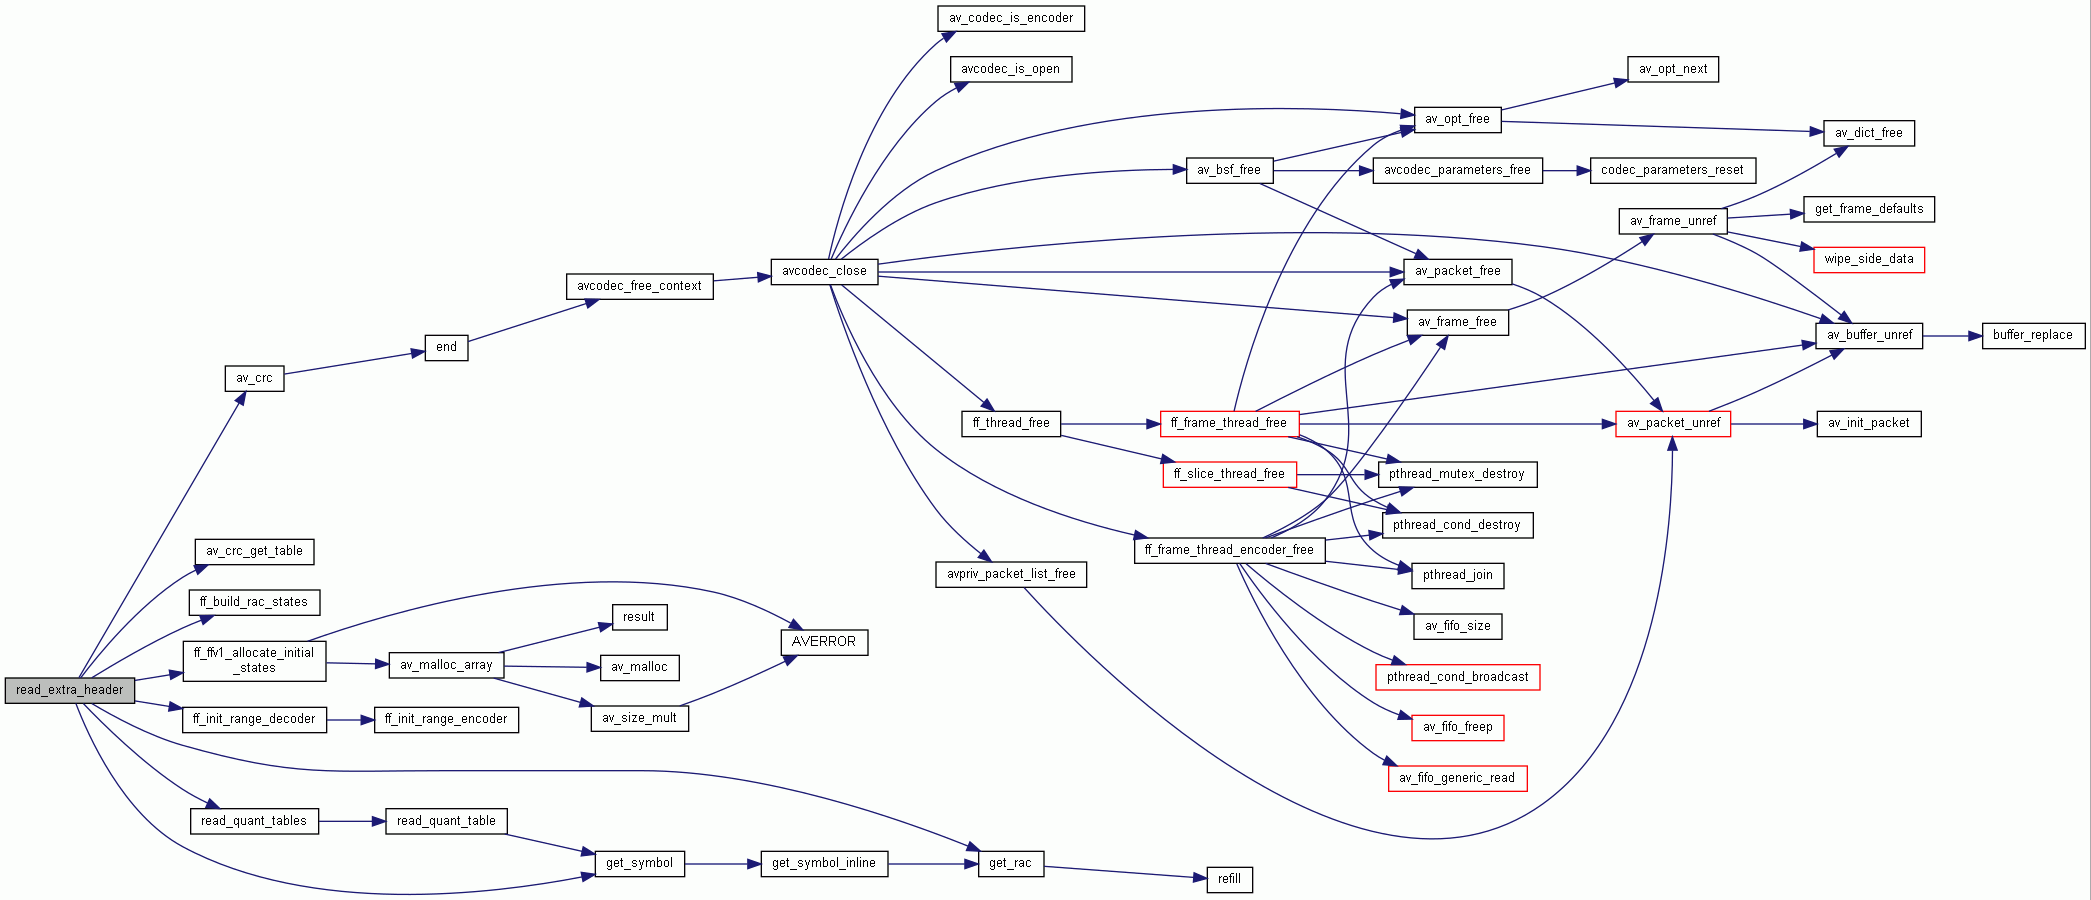 av_codec_is_encoder
avcodec_is_open
av_opt_next
av_opt_free
av_dict_free
av_bsf_free
avcodec_parameters_free
codec_parameters_reset
av_frame_unref
get_frame_defaults
wipe_side_data
avcodec_close
av_packet_free
avcodec_free_context
av_frame_free
av_buffer_unref
buffer_replace
end
av_crc
ff_thread_free
ff_frame_thread_free
av_packet_unref
av_init_packet
ff_slice_thread_free
pthread_mutex_destroy
pthread_cond_destroy
av_crc_get_table
ff_frame_thread_encoder_free
avpriv_packet_list_free
pthread_join
ff_build_rac_states
result
av_fifo_size
AVERROR
ff_ffv1_allocate_initial
_states
av_malloc_array
av_malloc
pthread_cond_broadcast
read_extra_header
ff_init_range_decoder
ff_init_range_encoder
av_size_mult
av_fifo_freep
av_fifo_generic_read
read_quant_tables
read_quant_table
get_symbol
get_symbol_inline
get_rac
refill